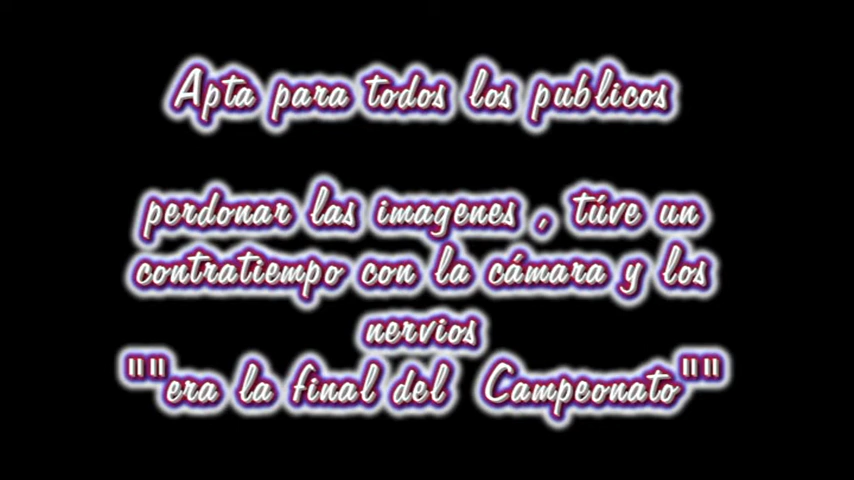 Apta para todos los publicos
perdonar las imagenes , túve un
contratiempo con la cámara y los
nervios
""era la final del Campeonato""